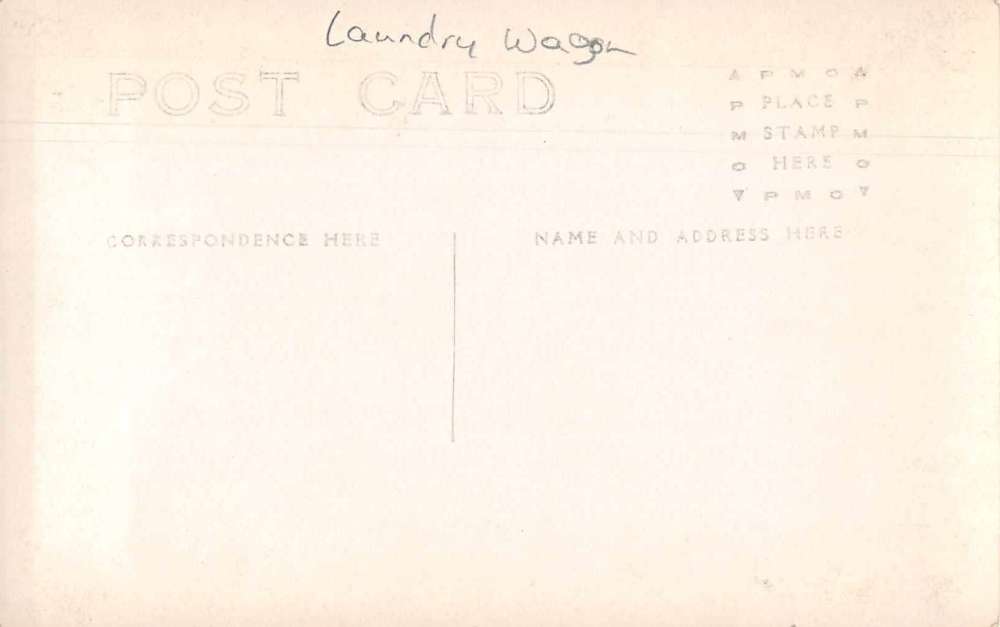 Laundry Wagon
POST CARD
A P M O A
P PLACE P
M STAMP M
O HERE O
▼ P M O ▼
CORRESPONDENCE HERE
NAME AND ADDRESS HERE